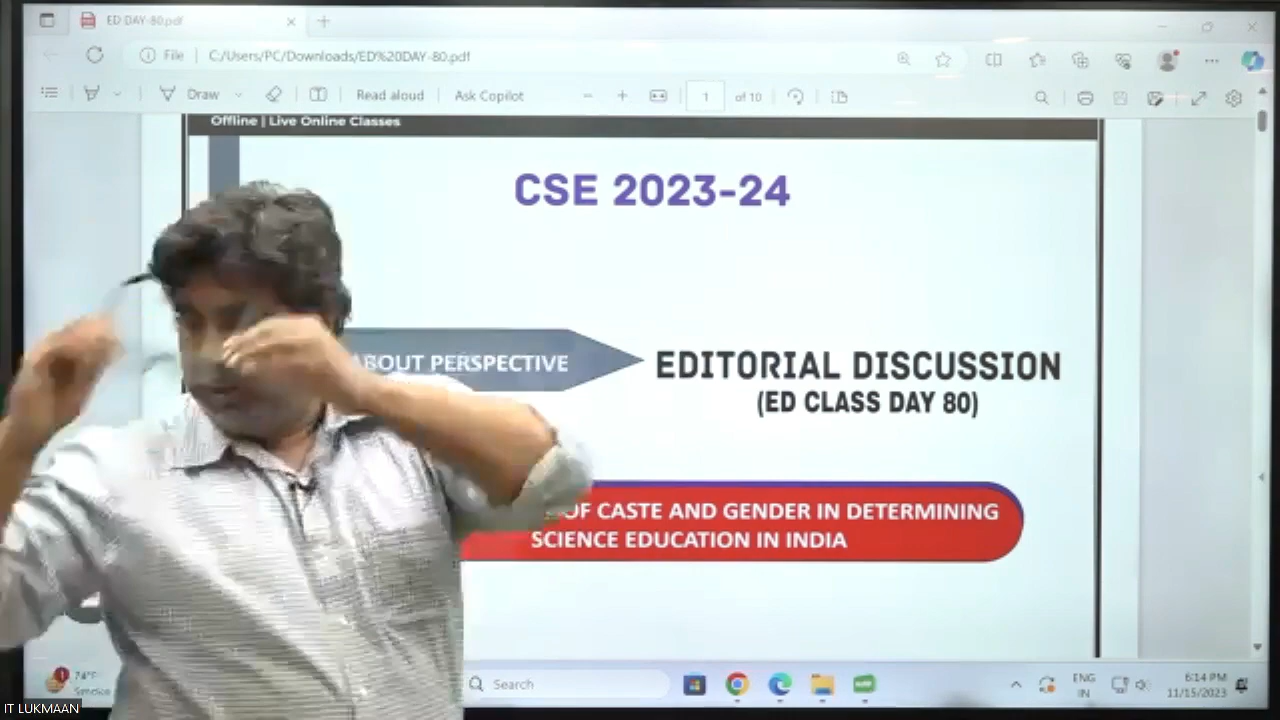 ED DAY-80.pdf
File
C:/Users/PC/Downloads/ED%20DAY-80.pdf
Draw
Read aloud
Ask Copilot
1
of 10
Offline | Live Online Classes
CSE 2023-24
ABOUT PERSPECTIVE
EDITORIAL DISCUSSION
(ED CLASS DAY 80)
OF CASTE AND GENDER IN DETERMINING
SCIENCE EDUCATION IN INDIA
1
74°F
Smoke
Search
ENG
IN
6:14 PM
11/15/2023
IT LUKMAAN